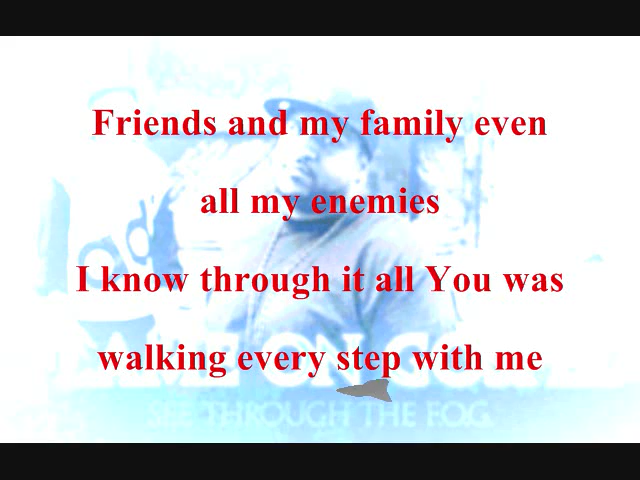 Friends and my family even
all my enemies
I know through it all You was
walking every step with me
SEE THROUGH THE F.O.G.